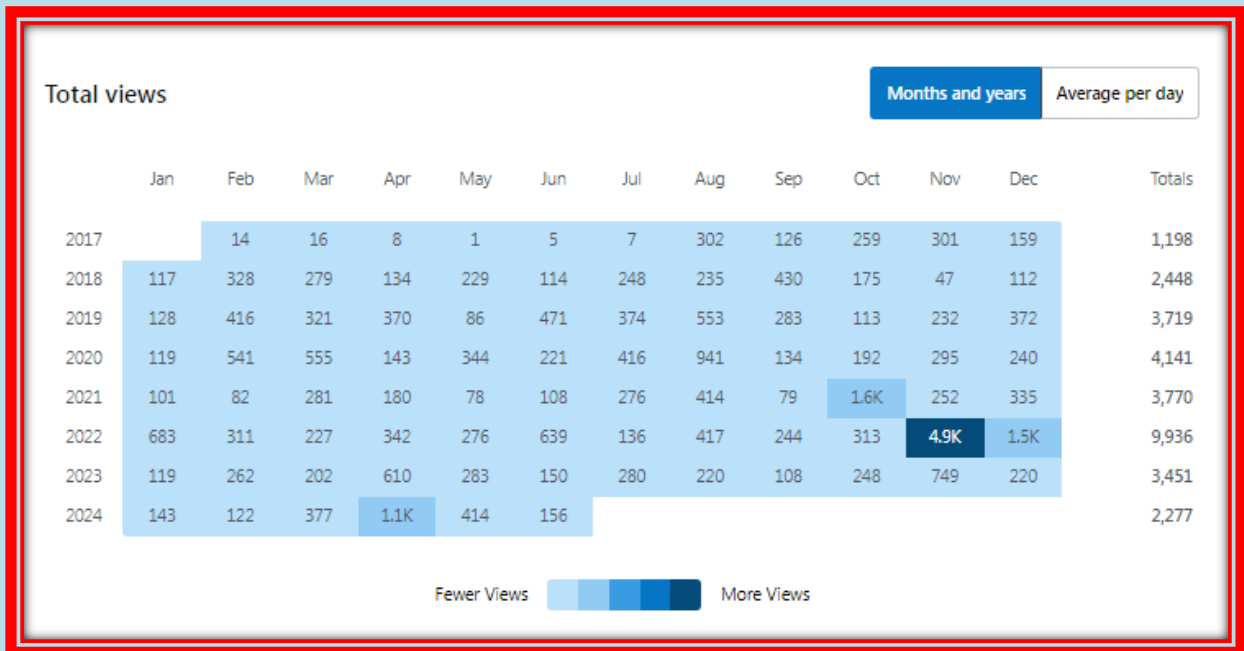 Total views
Months and years Average per day
Jan Feb Mar Apr May Jun Jul Aug Sep Oct Nov Dec Totals
2017 14 16 8 1 5 7 302 126 259 301 159 1,198
2018 117 328 279 134 229 114 248 235 430 175 47 112 2,448
2019 128 416 321 370 86 471 374 553 283 113 232 372 3,719
2020 119 541 555 143 344 221 416 941 134 192 295 240 4,141
2021 101 82 281 180 78 108 276 414 79 1.6K 252 335 3,770
2022 683 311 227 342 276 639 136 417 244 313 4.9K 1.5K 9,936
2023 119 262 202 610 283 150 280 220 108 248 749 220 3,451
2024 143 122 377 1.1K 414 156 2,277
Fewer Views More Views